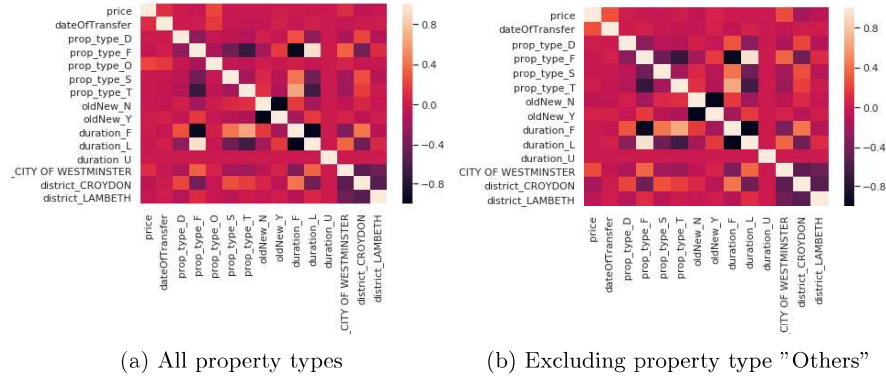 price
dateOfTransfer
prop_type_D
prop_type_F
prop_type_O
prop_type_S
prop_type_T
oldNew_N
oldNew_Y
duration_F
duration_L
duration_U
_CITY OF WESTMINSTER
district_CROYDON
district_LAMBETH
price
dateOfTransfer
prop_type_D
prop_type_F
prop_type_O
prop_type_S
prop_type_T
oldNew_N
oldNew_Y
duration_F
duration_L
duration_U
_CITY OF WESTMINSTER
district_CROYDON
district_LAMBETH
0.8
0.4
0.0
−0.4
−0.8
(a) All property types
price
dateOfTransfer
prop_type_D
prop_type_F
prop_type_S
prop_type_T
oldNew_N
oldNew_Y
duration_F
duration_L
duration_U
_CITY OF WESTMINSTER
district_CROYDON
district_LAMBETH
price
dateOfTransfer
prop_type_D
prop_type_F
prop_type_S
prop_type_T
oldNew_N
oldNew_Y
duration_F
duration_L
duration_U
_CITY OF WESTMINSTER
district_CROYDON
district_LAMBETH
0.8
0.4
0.0
−0.4
−0.8
(b) Excluding property type ”Others”